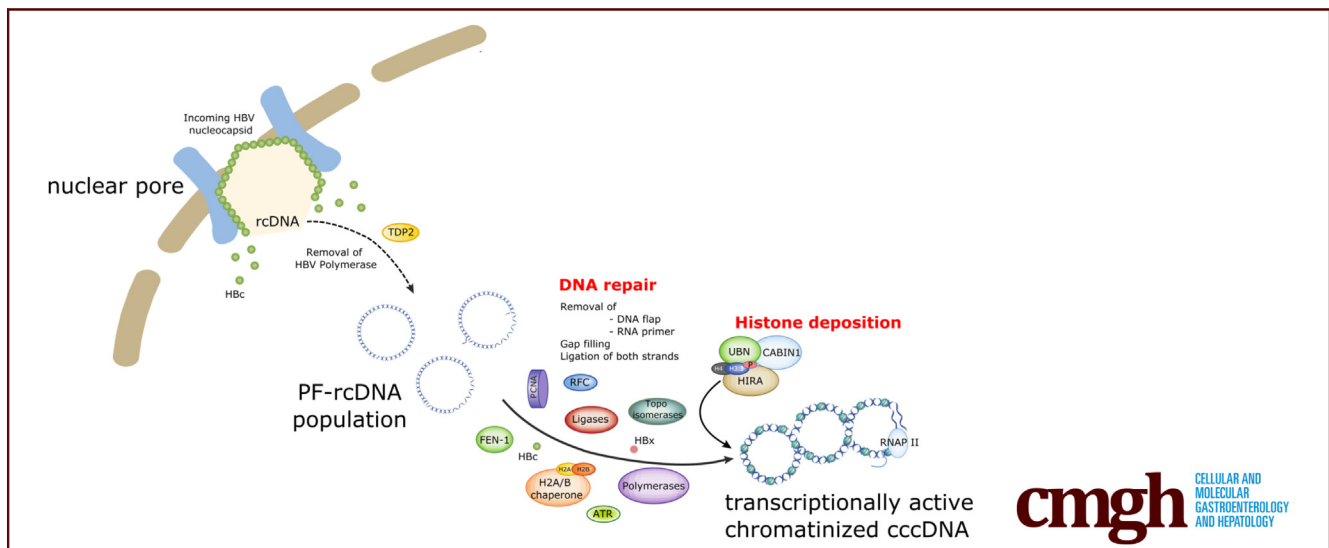 Incoming HBV
nucleocapsid
nuclear pore
rcDNA
TDP2
Removal of
HBV Polymerase
HBc
DNA repair
Removal of
- DNA flap
- RNA primer
Gap filling
Ligation of both strands
Histone deposition
UBN
CABIN1
H4
H3.3
P
HIRA
PF-rcDNA
population
PCNA
RFC
Ligases
Topo
isomerases
FEN-1
HBc
HBx
H2A
H2B
H2A/B
chaperone
Polymerases
ATR
RNAP II
transcriptionally active
chromatinized cccDNA
cmgh
CELLULAR AND
MOLECULAR
GASTROENTEROLOGY
AND HEPATOLOGY